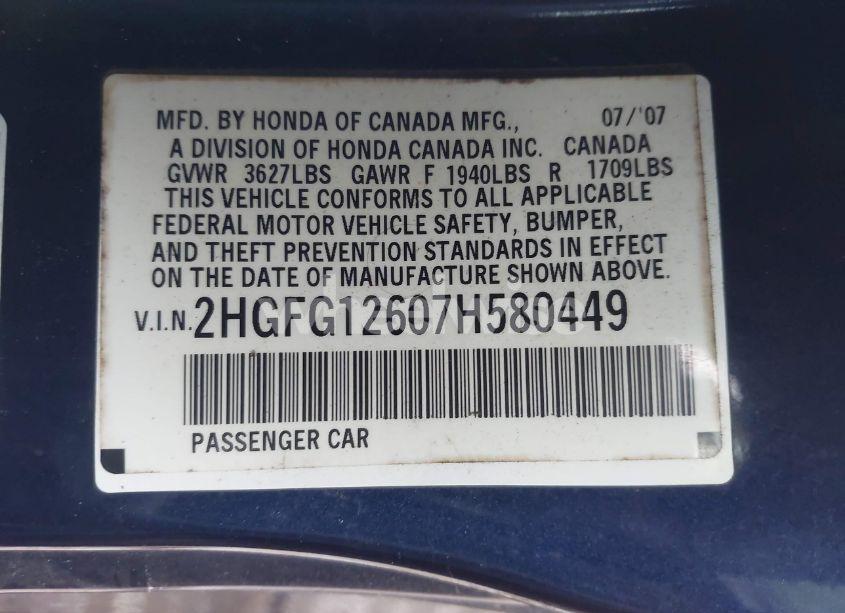 MFD. BY HONDA OF CANADA MFG., 07/'07
A DIVISION OF HONDA CANADA INC. CANADA
GVWR 3627LBS GAWR F 1940LBS R 1709LBS
THIS VEHICLE CONFORMS TO ALL APPLICABLE
FEDERAL MOTOR VEHICLE SAFETY, BUMPER,
AND THEFT PREVENTION STANDARDS IN EFFECT
ON THE DATE OF MANUFACTURE SHOWN ABOVE.
V.I.N. 2HGFG12607H580449
PASSENGER CAR